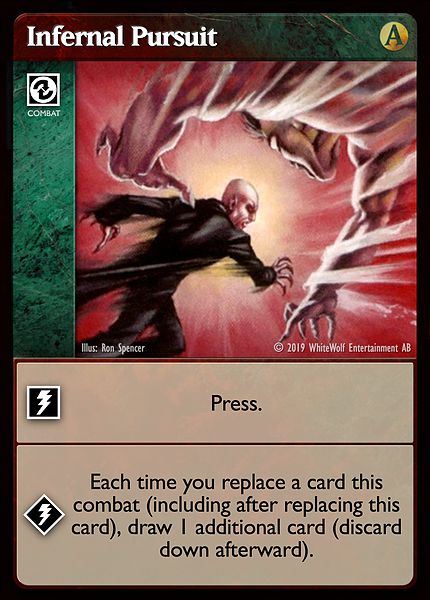 Infernal Pursuit
A
COMBAT
Illus: Ron Spencer © 2019 WhiteWolf Entertainment AB
Press.
Each time you replace a card this
combat (including after replacing this
card), draw 1 additional card (discard
down afterward).